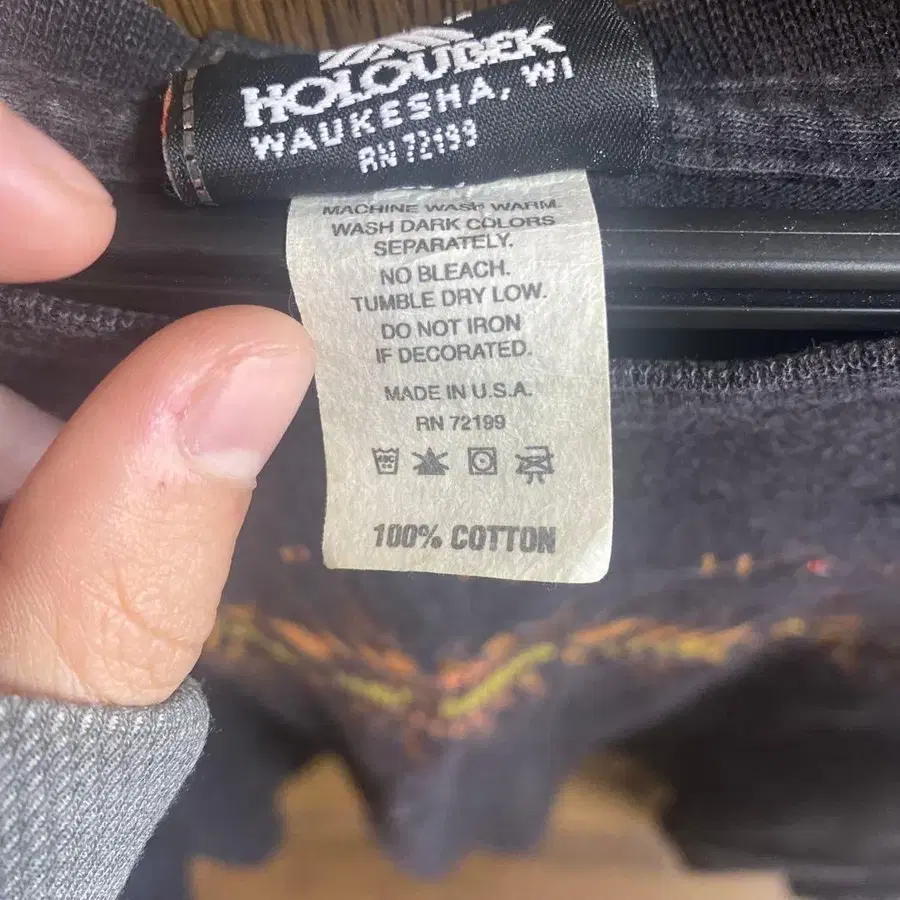 HOLOUBEK
WAUKESHA, WI
RN 72199
MACHINE WASH WARM.
WASH DARK COLORS
SEPARATELY.
NO BLEACH.
TUMBLE DRY LOW.
DO NOT IRON
IF DECORATED.
MADE IN U.S.A.
RN 72199
40C
100% COTTON